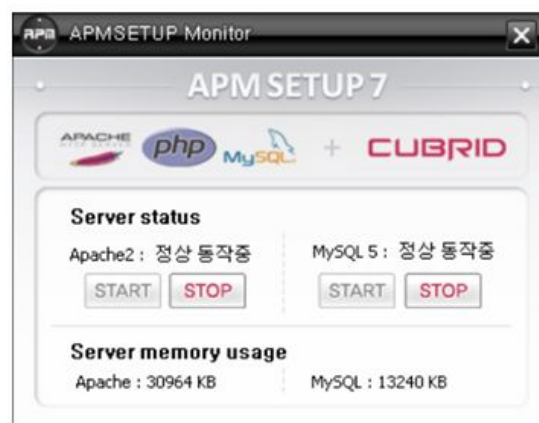 APM APMSETUP Monitor
APM SETUP 7
APACHE php MySQL + CUBRID
Server status
Apache2 : 정상 동작중 MySQL 5 : 정상 동작중
START STOP START STOP
Server memory usage
Apache : 30964 KB MySQL : 13240 KB